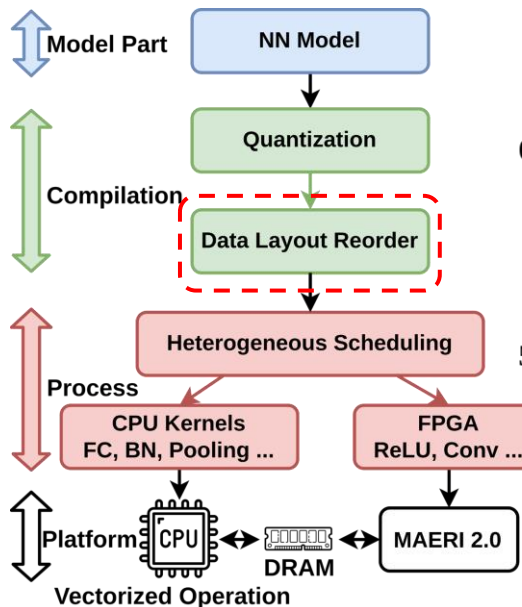 Model Part
NN Model
Quantization
Compilation
Data Layout Reorder
Heterogeneous Scheduling
Process
CPU Kernels
FC, BN, Pooling ...
FPGA
ReLU, Conv ...
Platform
CPU
DRAM
MAERI 2.0
Vectorized Operation